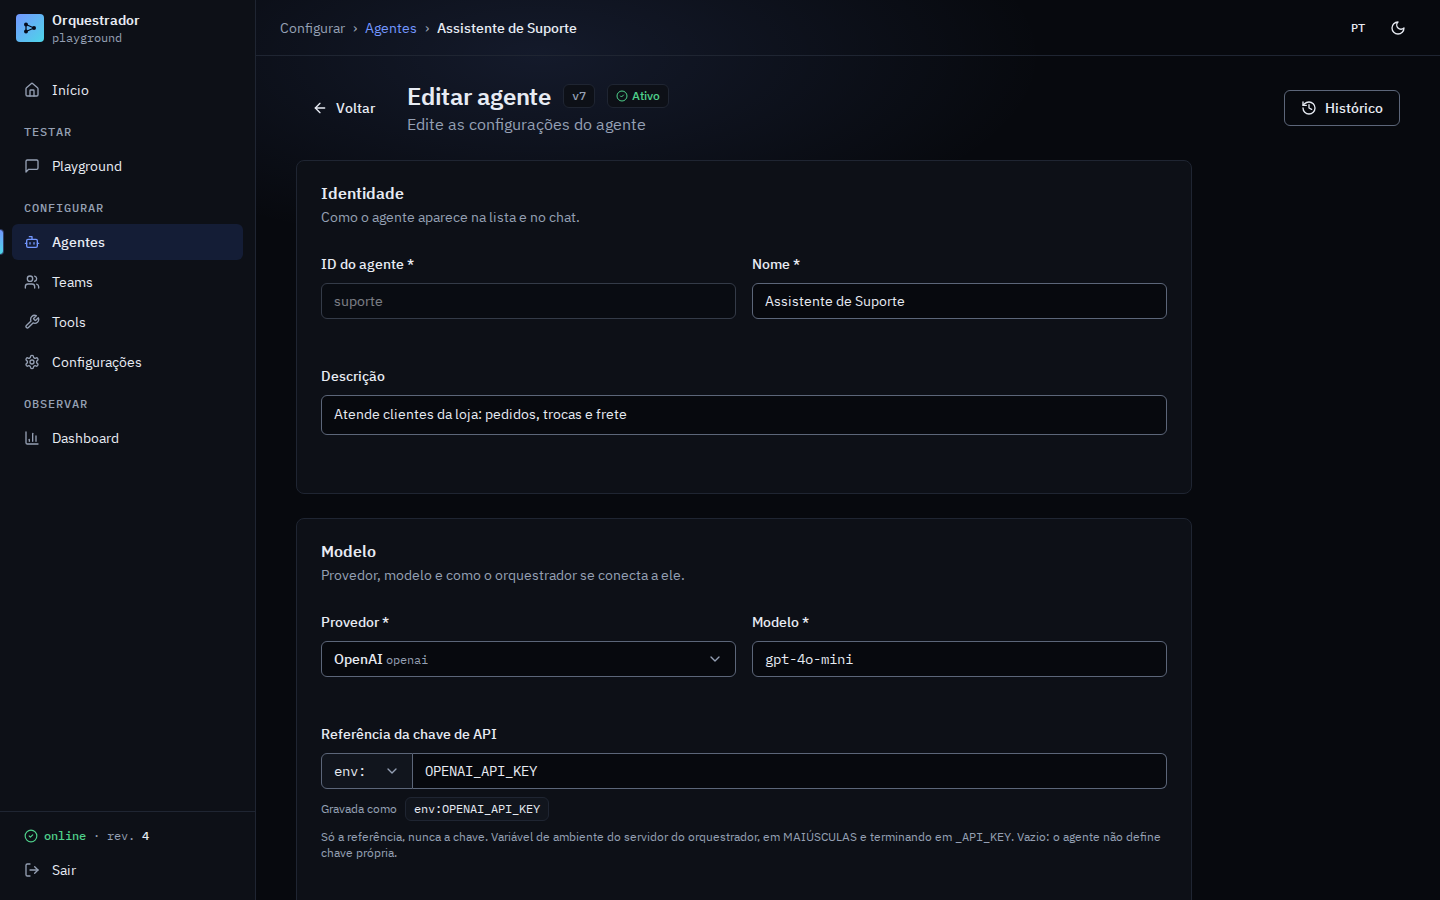 Orquestrador
playground
Início
TESTAR
Playground
CONFIGURAR
Agentes
Teams
Tools
Configurações
OBSERVAR
Dashboard
online · rev. 4
Sair
Configurar › Agentes › Assistente de Suporte
PT
Voltar
Editar agente v7 Ativo
Edite as configurações do agente
Histórico
Identidade
Como o agente aparece na lista e no chat.
ID do agente * Nome *
suporte Assistente de Suporte
Descrição
Atende clientes da loja: pedidos, trocas e frete
Modelo
Provedor, modelo e como o orquestrador se conecta a ele.
Provedor * Modelo *
OpenAI openai gpt-4o-mini
Referência da chave de API
env: OPENAI_API_KEY
Gravada como env:OPENAI_API_KEY
Só a referência, nunca a chave. Variável de ambiente do servidor do orquestrador, em MAIÚSCULAS e terminando em _API_KEY. Vazio: o agente não define
chave própria.